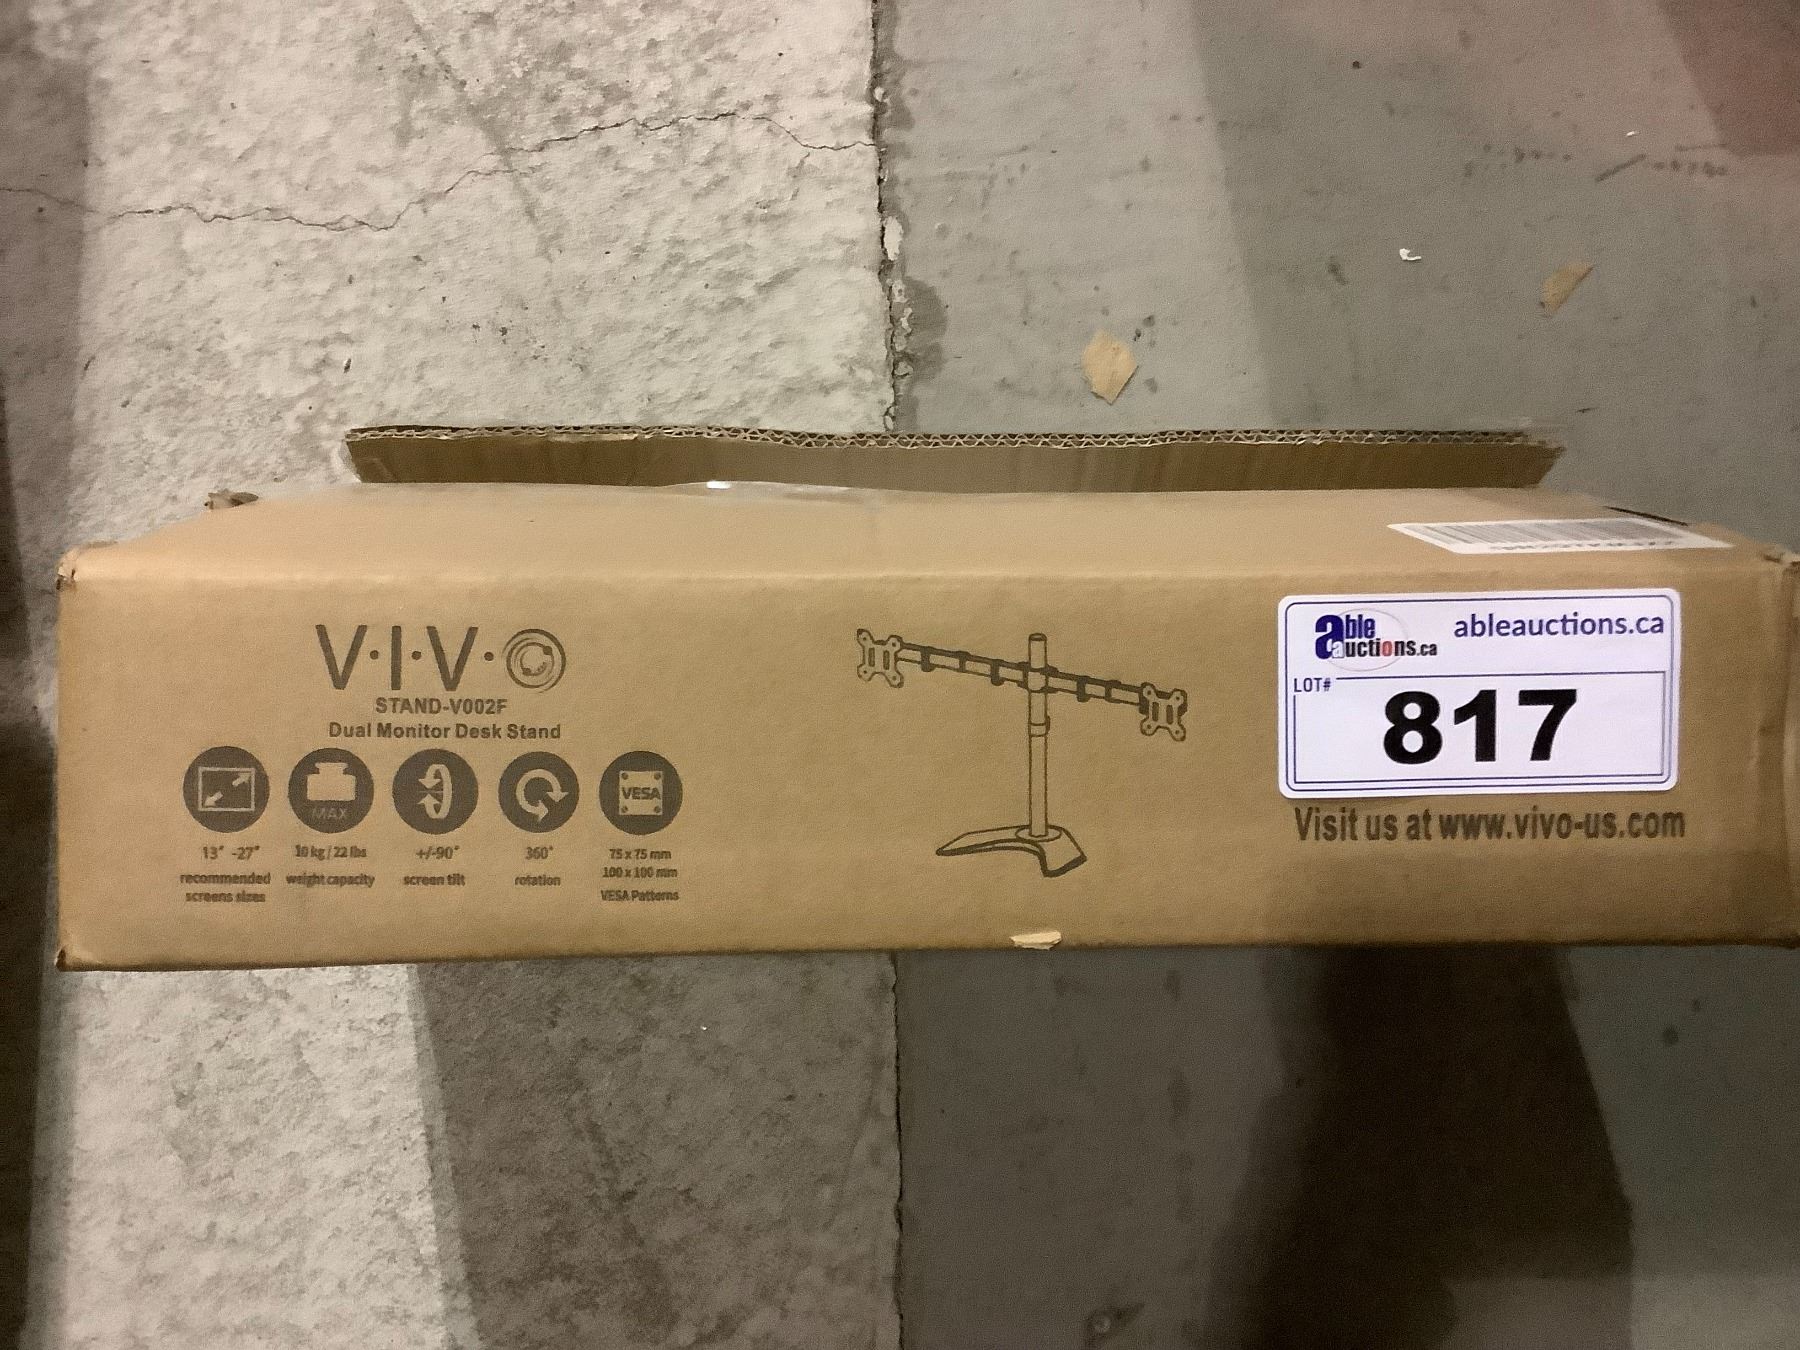 V·I·V·O
STAND-V002F
Dual Monitor Desk Stand
MAX
VESA
13" -27"
recommended
screens sizes
10 kg / 22 lbs
weight capacity
+/-90°
screen tilt
360°
rotation
75 x 75 mm
100 x 100 mm
VESA Patterns
able auctions.ca
ableauctions.ca
LOT#
817
Visit us at www.vivo-us.com